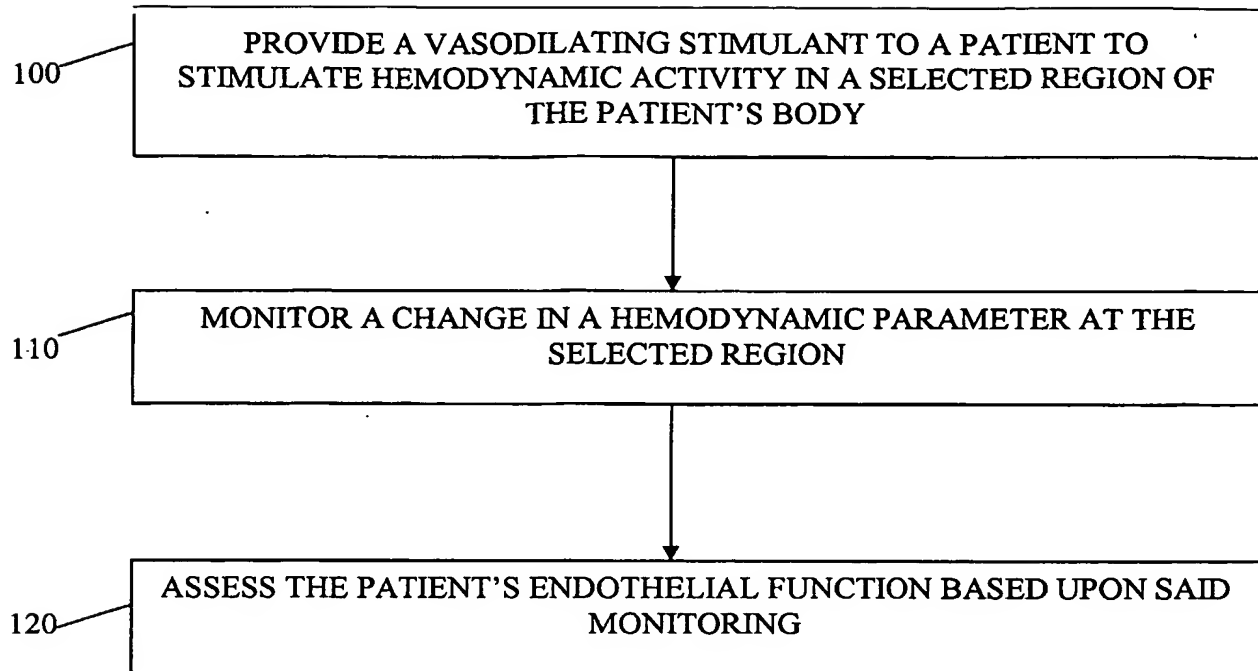 100
PROVIDE A VASODILATING STIMULANT TO A PATIENT TO
STIMULATE HEMODYNAMIC ACTIVITY IN A SELECTED REGION OF
THE PATIENT'S BODY
110
MONITOR A CHANGE IN A HEMODYNAMIC PARAMETER AT THE
SELECTED REGION
120
ASSESS THE PATIENT'S ENDOTHELIAL FUNCTION BASED UPON SAID
MONITORING